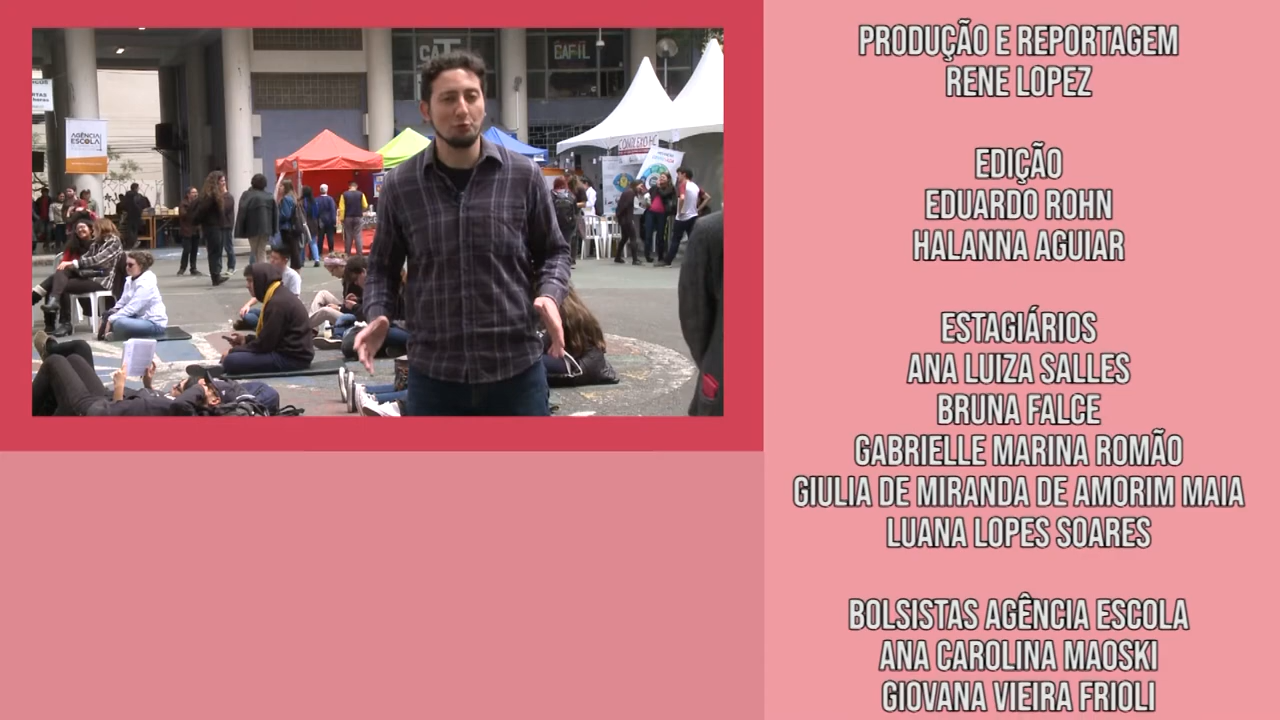 CAFIL
AGÊNCIA
ESCOLA
COMPLEXO HC
PRODUÇÃO E REPORTAGEM
RENE LOPEZ
EDIÇÃO
EDUARDO ROHN
HALANNA AGUIAR
ESTAGIÁRIOS
ANA LUIZA SALLES
BRUNA FALCE
GABRIELLE MARINA ROMÃO
GIULIA DE MIRANDA DE AMORIM MAIA
LUANA LOPES SOARES
BOLSISTAS AGÊNCIA ESCOLA
ANA CAROLINA MAOSKI
GIOVANA VIEIRA FRIOLI